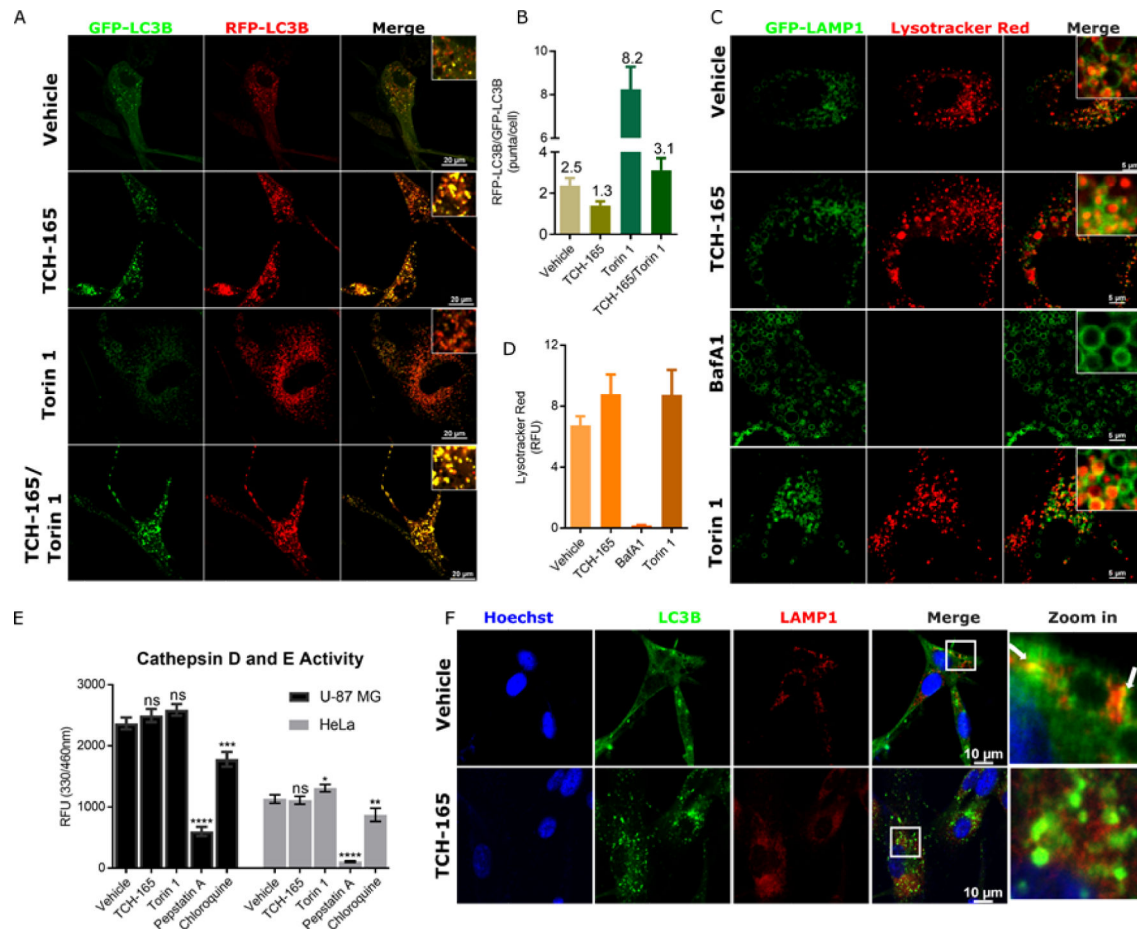 A
GFP-LC3B RFP-LC3B Merge
Vehicle
20 µm
TCH-165
20 µm
Torin 1
20 µm
TCH-165/
Torin 1
20 µm
B
RFP-LC3B/GFP-LC3B
(punta/cell)
10
8
6
4
2
0
2.5
1.3
8.2
3.1
Vehicle
TCH-165
Torin 1
TCH-165/Torin 1
C
GFP-LAMP1 Lysotracker Red Merge
Vehicle
5 µm
TCH-165
5 µm
BafA1
5 µm
Torin 1
5 µm
D
Lysotracker Red
(RFU)
12
8
4
0
Vehicle
TCH-165
BafA1
Torin 1
E
Cathepsin D and E Activity
RFU (330/460nm)
3000
2000
1000
0
U-87 MG
HeLa
ns
ns
****
***
ns
*
****
**
Vehicle
TCH-165
Torin 1
Pepstatin A
Chloroquine
Vehicle
TCH-165
Torin 1
Pepstatin A
Chloroquine
F
Hoechst LC3B LAMP1 Merge Zoom in
Vehicle
10 µm
TCH-165
10 µm